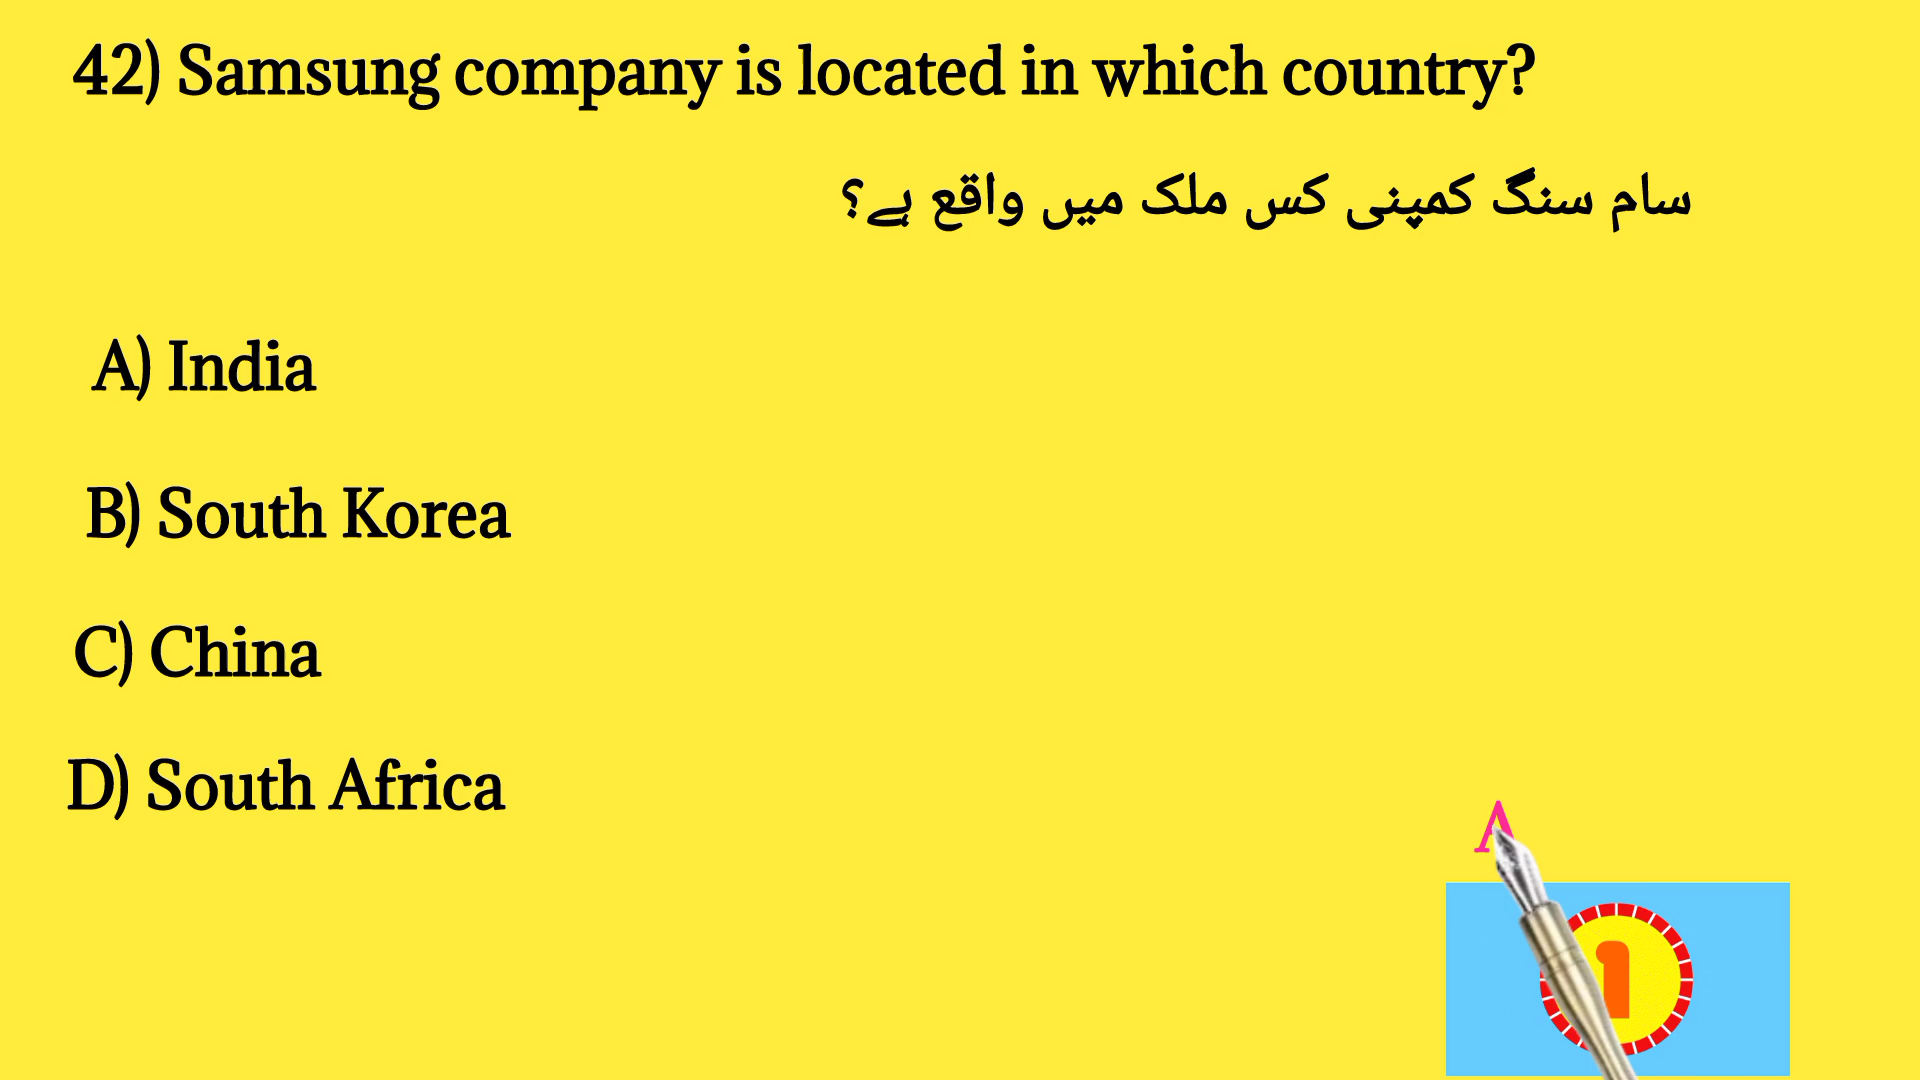 42) Samsung company is located in which country?
سام سنگ کمپنی کس ملک میں واقع ہے؟
A) India
B) South Korea
C) China
D) South Africa
A
1